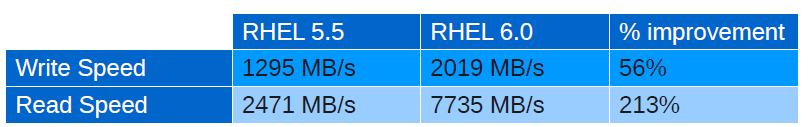 RHEL 5.5 RHEL 6.0 % improvement
Write Speed 1295 MB/s 2019 MB/s 56%
Read Speed 2471 MB/s 7735 MB/s 213%